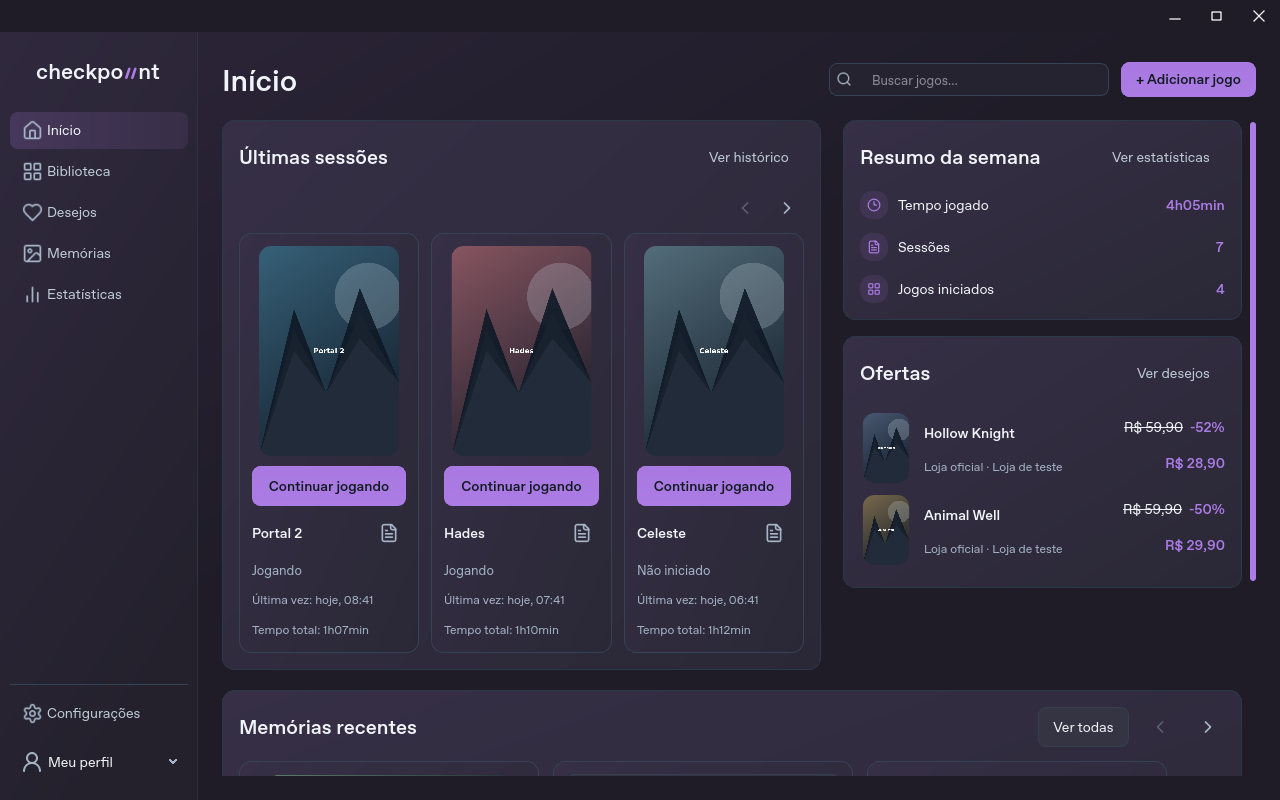 checkpoint
Início
Biblioteca
Desejos
Memórias
Estatísticas
Configurações
Meu perfil
Início
Buscar jogos...
+ Adicionar jogo
Últimas sessões
Ver histórico
Portal 2
Continuar jogando
Portal 2
Jogando
Última vez: hoje, 08:41
Tempo total: 1h07min
Hades
Continuar jogando
Hades
Jogando
Última vez: hoje, 07:41
Tempo total: 1h10min
Celeste
Continuar jogando
Celeste
Não iniciado
Última vez: hoje, 06:41
Tempo total: 1h12min
Resumo da semana
Ver estatísticas
Tempo jogado 4h05min
Sessões 7
Jogos iniciados 4
Ofertas
Ver desejos
Hollow Knight R$ 59,90 -52%
Loja oficial · Loja de teste R$ 28,90
Animal Well R$ 59,90 -50%
Loja oficial · Loja de teste R$ 29,90
Memórias recentes
Ver todas